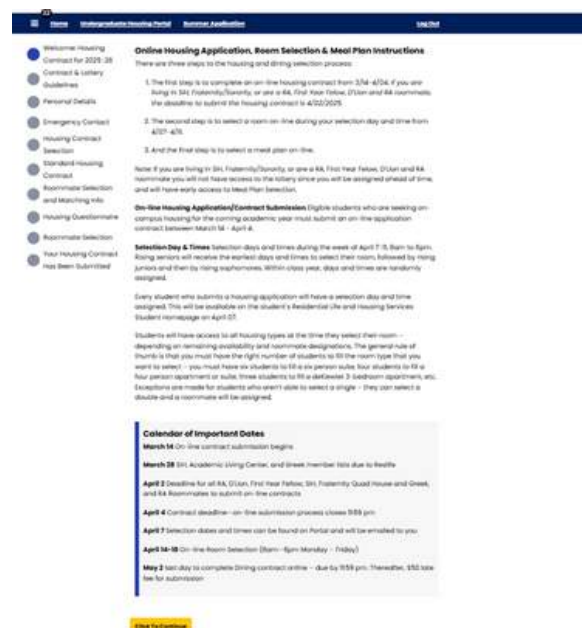 Home Undergraduate Housing Portal Summer Application Log Out
Welcome Housing
Contract for 2025-26
Contract & Lottery
Guidelines
Personal Details
Emergency Contact
Housing Contract
Selection
Standard Housing
Contract
Roommate Selection
and Matching Info
Housing Questionnaire
Roommate Selection
Your Housing Contract
Has Been Submitted
Online Housing Application, Room Selection & Meal Plan Instructions
There are three steps to the housing and dining selection process:
1. The first step is to complete an on-line housing contract from 3/14-4/04. If you are
living in SIH, Fraternity/Sorority, or are a RA, First Year Fellow, D'Lion and RA roommate,
the deadline to submit the housing contract is 4/02/2025.
2. The second step is to select a room on-line during your selection day and time from
3. And the final step is to select a meal plan on-line.
Note: If you are living in SIH, Fraternity/Sorority, or are a RA, First Year Fellow, D'Lion and RA
roommate you will not have access to the lottery since you will be assigned ahead of time,
and will have early access to Meal Plan Selection.
On-line Housing Application/Contract Submission Eligible students who are seeking on-
campus housing for the coming academic year must submit an on-line application
contract between March 14 - April 4.
Selection Day & Times Selection days and times during the week of April 8am to 6pm.
Rising seniors will receive the earliest days and times to select their room, followed by rising
juniors and then by rising sophomores. Within class year, days and times are randomly
assigned.
Every student who submits a housing application will have a selection day and time
assigned. This will be available on the student's Residential Life and Housing Services
Student Homepage on April 07.
Students will have access to all housing types at the time they select their room –
depending on remaining availability and roommate designations. The general rule of
thumb is that you must have the right number of students to fill the room type that you
want to select – you must have six students to fill a six person suite, four students to fill a
four person apartment or suite, three students to fill a deKiewiet 3-bedroom apartment, etc.
Exceptions are made for students who aren't able to select a single – they can select a
double and a roommate will be assigned.
Calendar of Important Dates
March 14 On-line contract submission begins
March 28 SIH, Academic Living Center, and Greek member lists due to Reslife
April 2 Deadline for all RA, D'Lion, First Year Fellow, SIH, Fraternity Quad House and Greek,
and RA Roommates to submit on-line contracts
April 4 Contract deadline- on-line submission process closes 11:59 pm
April 7 Selection dates and times can be found on Portal and will be emailed to you
April 14-18 On-line Room Selection (8am - 6pm Monday - Friday)
May 2 last day to complete Dining contract online – due by 11:59 pm. Thereafter, $50 late
fee for submission
Click To Continue